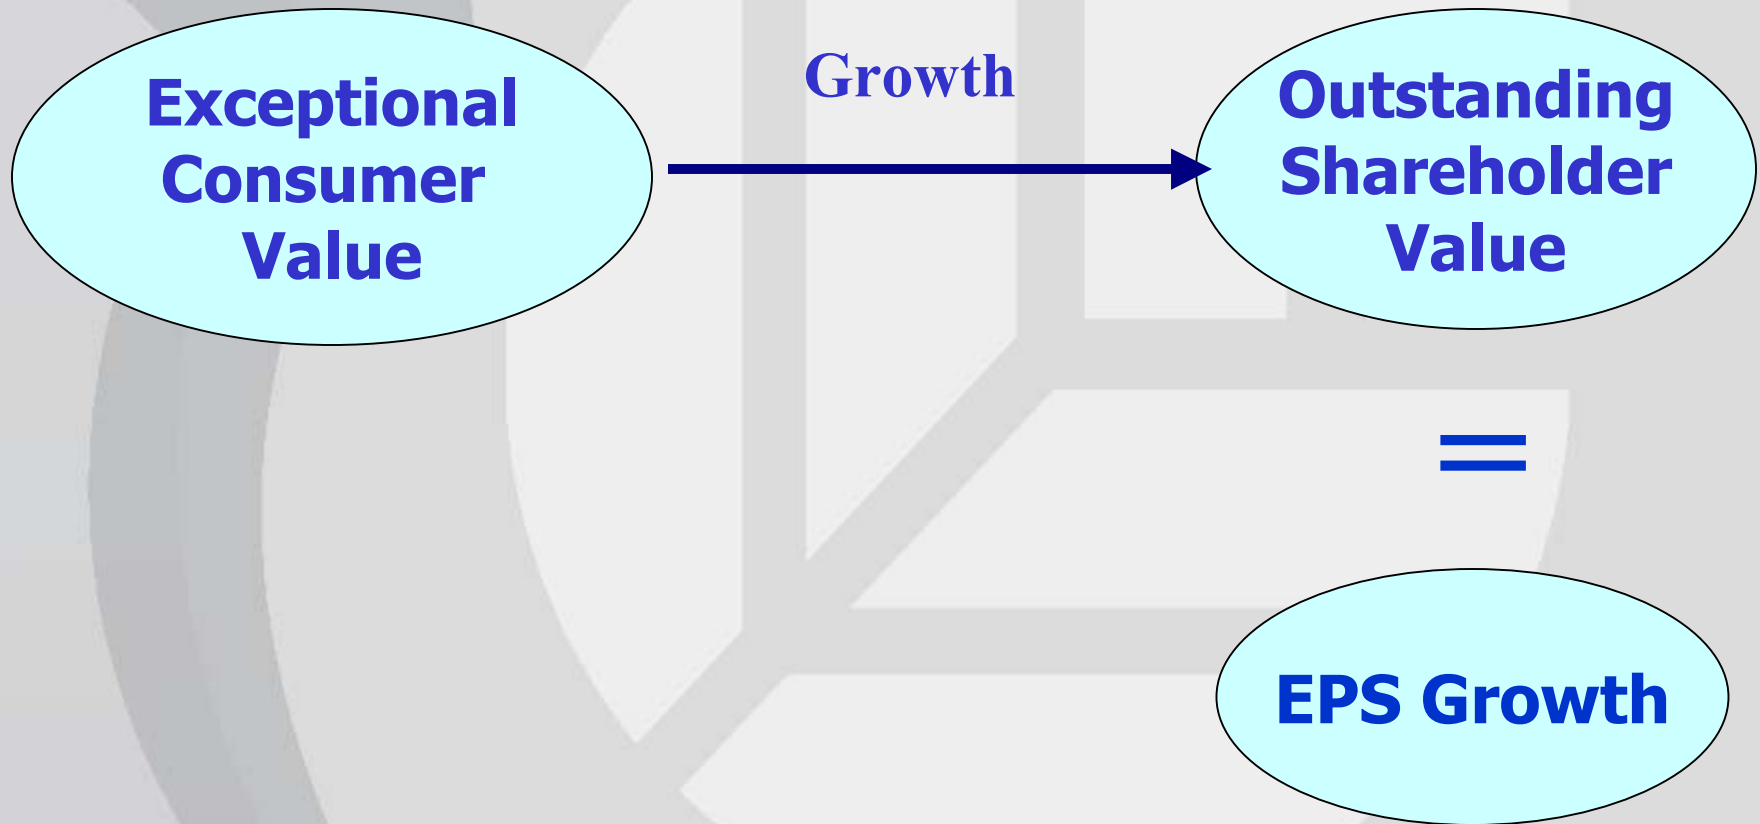 Exceptional
Consumer
Value
Growth
Outstanding
Shareholder
Value
=
EPS Growth